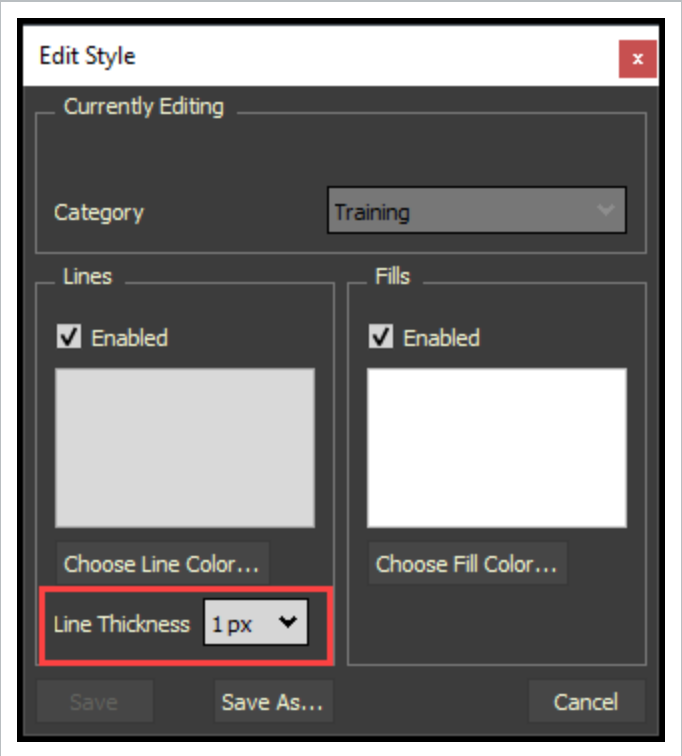 Edit Style
x
Currently Editing
Category
Training
Lines
Fills
Enabled
Enabled
Choose Line Color...
Choose Fill Color...
Line Thickness
1 px
Save
Save As...
Cancel